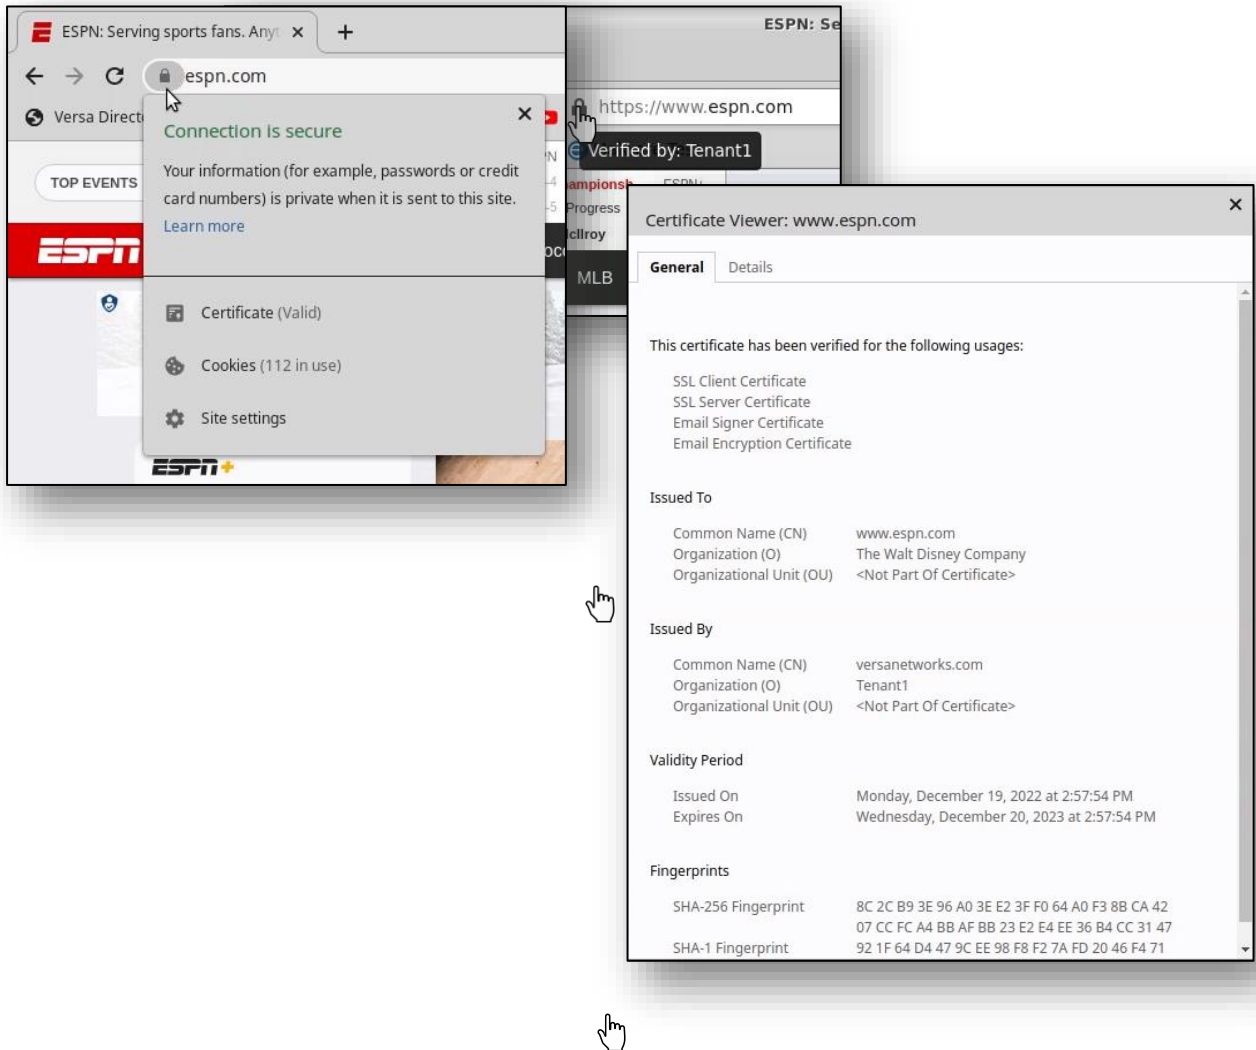 ESPN: Serving sports fans. Any
espn.com
Versa Direct
Connection is secure
Your information (for example, passwords or credit
card numbers) is private when it is sent to this site.
Learn more
TOP EVENTS
ESPN
Certificate (Valid)
Cookies (112 in use)
Site settings
ESPN+
ESPN: Se
https://www.espn.com
Verified by: Tenant1
ampionsh ESPN+
Progress
cIlroy
MLB
Certificate Viewer: www.espn.com
General Details
This certificate has been verified for the following usages:
SSL Client Certificate
SSL Server Certificate
Email Signer Certificate
Email Encryption Certificate
Issued To
Common Name (CN) www.espn.com
Organization (O) The Walt Disney Company
Organizational Unit (OU) <Not Part Of Certificate>
Issued By
Common Name (CN) versanetworks.com
Organization (O) Tenant1
Organizational Unit (OU) <Not Part Of Certificate>
Validity Period
Issued On Monday, December 19, 2022 at 2:57:54 PM
Expires On Wednesday, December 20, 2023 at 2:57:54 PM
Fingerprints
SHA-256 Fingerprint 8C 2C B9 3E 96 A0 3E E2 3F F0 64 A0 F3 8B CA 42
07 CC FC A4 BB AF BB 23 E2 E4 EE 36 B4 CC 31 47
SHA-1 Fingerprint 92 1F 64 D4 47 9C EE 98 F8 F2 7A FD 20 46 F4 71